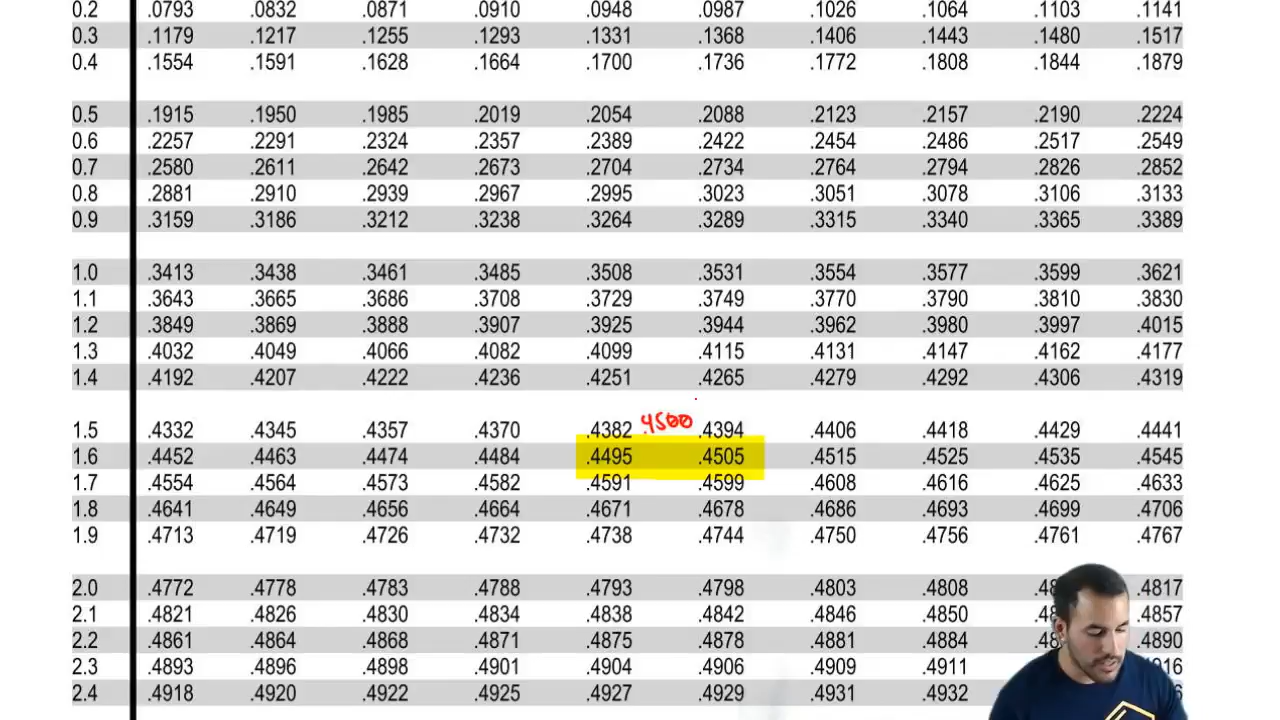 0.2 .0793 .0832 .0871 .0910 .0948 .0987 .1026 .1064 .1103 .1141
0.3 .1179 .1217 .1255 .1293 .1331 .1368 .1406 .1443 .1480 .1517
0.4 .1554 .1591 .1628 .1664 .1700 .1736 .1772 .1808 .1844 .1879
0.5 .1915 .1950 .1985 .2019 .2054 .2088 .2123 .2157 .2190 .2224
0.6 .2257 .2291 .2324 .2357 .2389 .2422 .2454 .2486 .2517 .2549
0.7 .2580 .2611 .2642 .2673 .2704 .2734 .2764 .2794 .2826 .2852
0.8 .2881 .2910 .2939 .2967 .2995 .3023 .3051 .3078 .3106 .3133
0.9 .3159 .3186 .3212 .3238 .3264 .3289 .3315 .3340 .3365 .3389
1.0 .3413 .3438 .3461 .3485 .3508 .3531 .3554 .3577 .3599 .3621
1.1 .3643 .3665 .3686 .3708 .3729 .3749 .3770 .3790 .3810 .3830
1.2 .3849 .3869 .3888 .3907 .3925 .3944 .3962 .3980 .3997 .4015
1.3 .4032 .4049 .4066 .4082 .4099 .4115 .4131 .4147 .4162 .4177
1.4 .4192 .4207 .4222 .4236 .4251 .4265 .4279 .4292 .4306 .4319
.4500
1.5 .4332 .4345 .4357 .4370 .4382 .4394 .4406 .4418 .4429 .4441
1.6 .4452 .4463 .4474 .4484 .4495 .4505 .4515 .4525 .4535 .4545
1.7 .4554 .4564 .4573 .4582 .4591 .4599 .4608 .4616 .4625 .4633
1.8 .4641 .4649 .4656 .4664 .4671 .4678 .4686 .4693 .4699 .4706
1.9 .4713 .4719 .4726 .4732 .4738 .4744 .4750 .4756 .4761 .4767
2.0 .4772 .4778 .4783 .4788 .4793 .4798 .4803 .4808 .4817
2.1 .4821 .4826 .4830 .4834 .4838 .4842 .4846 .4850 .4857
2.2 .4861 .4864 .4868 .4871 .4875 .4878 .4881 .4884 .4890
2.3 .4893 .4896 .4898 .4901 .4904 .4906 .4909 .4911
2.4 .4918 .4920 .4922 .4925 .4927 .4929 .4931 .4932